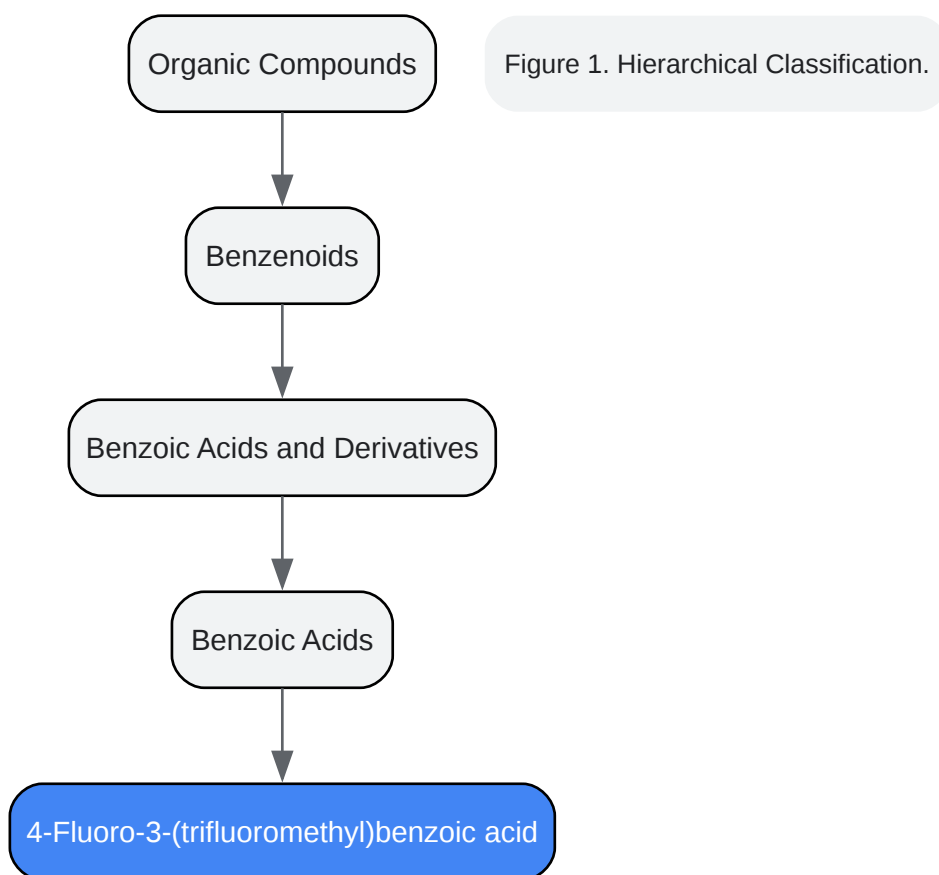 Organic Compounds
Figure 1. Hierarchical Classification.
Benzenoids
Benzoic Acids and Derivatives
Benzoic Acids
4-Fluoro-3-(trifluoromethyl)benzoic acid